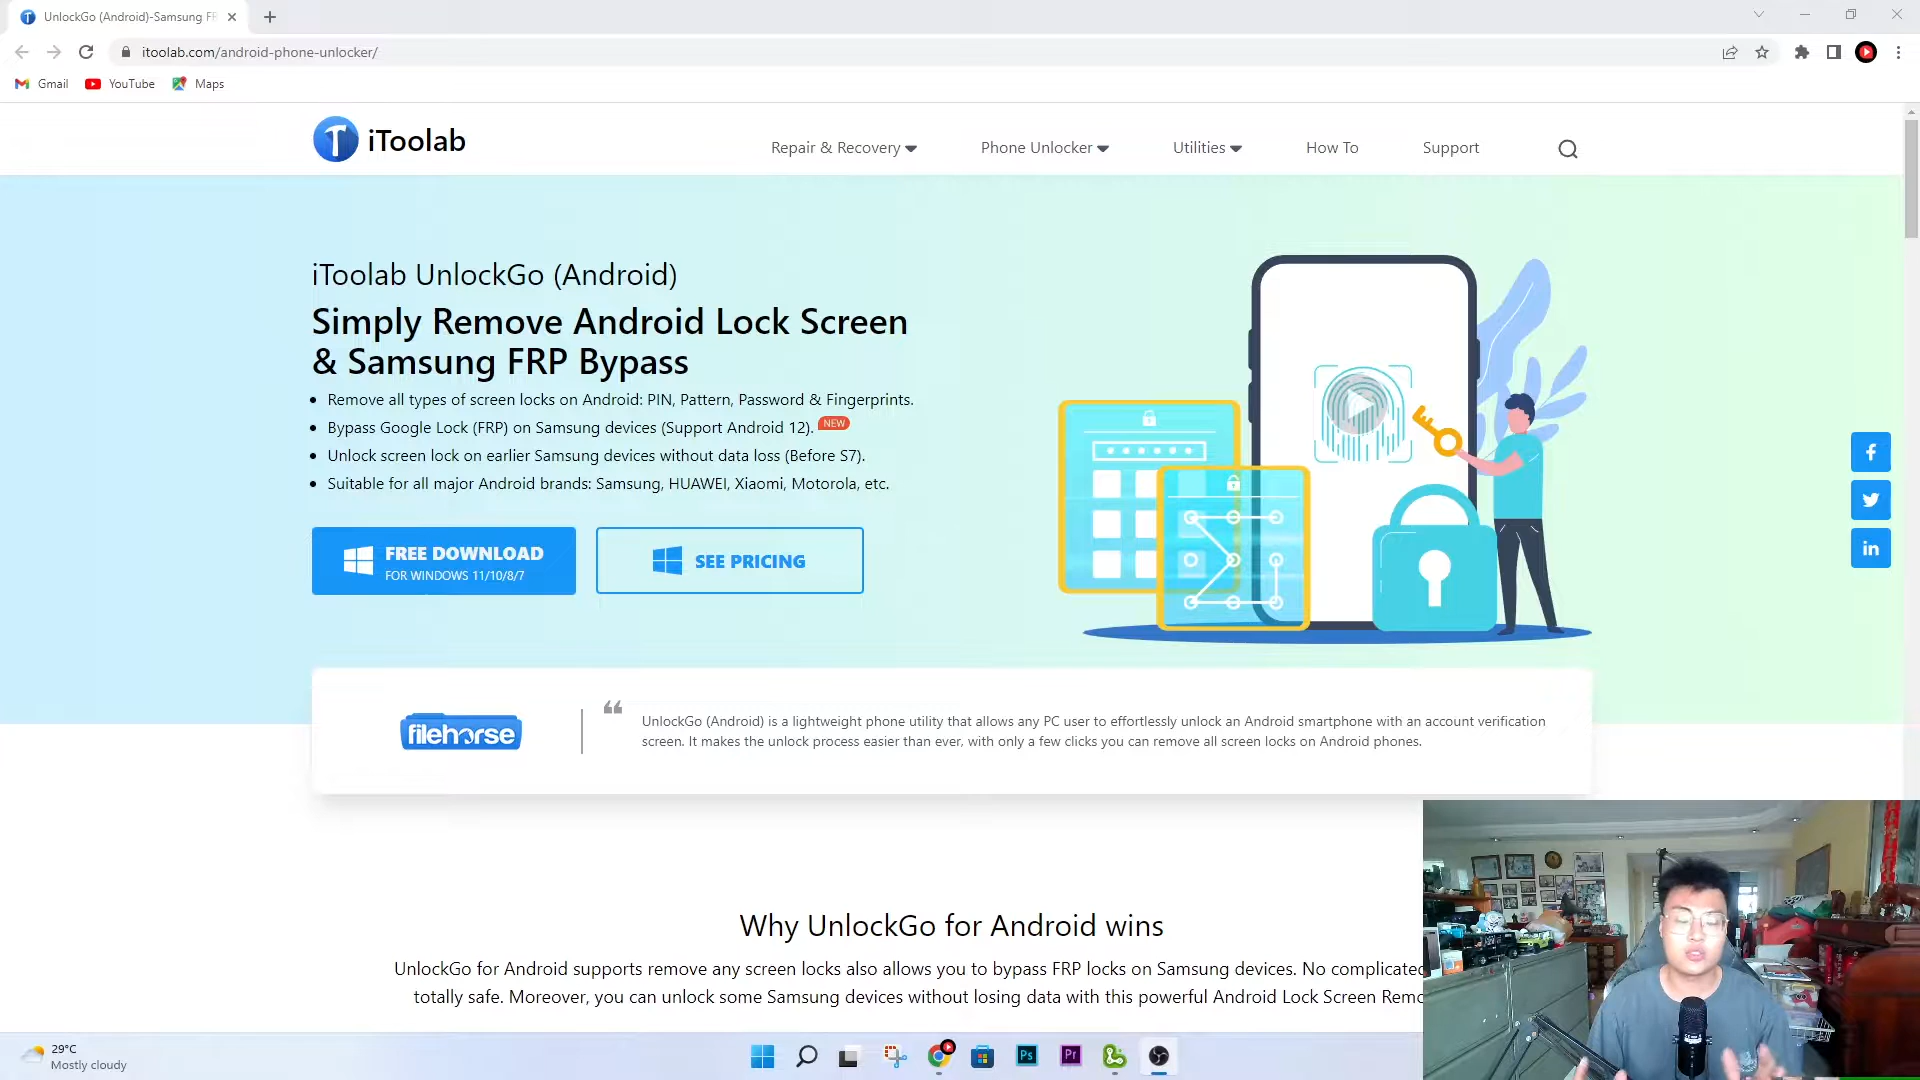 UnlockGo (Android)-Samsung FR
itoolab.com/android-phone-unlocker/
Gmail
YouTube
Maps
iToolab
Repair & Recovery
Phone Unlocker
Utilities
How To
Support
iToolab UnlockGo (Android)
Simply Remove Android Lock Screen
& Samsung FRP Bypass
Remove all types of screen locks on Android: PIN, Pattern, Password & Fingerprints.
Bypass Google Lock (FRP) on Samsung devices (Support Android 12). NEW
Unlock screen lock on earlier Samsung devices without data loss (Before S7).
Suitable for all major Android brands: Samsung, HUAWEI, Xiaomi, Motorola, etc.
FREE DOWNLOAD
FOR WINDOWS 11/10/8/7
SEE PRICING
f
in
filehorse
UnlockGo (Android) is a lightweight phone utility that allows any PC user to effortlessly unlock an Android smartphone with an account verification
screen. It makes the unlock process easier than ever, with only a few clicks you can remove all screen locks on Android phones.
Why UnlockGo for Android wins
UnlockGo for Android supports remove any screen locks also allows you to bypass FRP locks on Samsung devices. No complicated
totally safe. Moreover, you can unlock some Samsung devices without losing data with this powerful Android Lock Screen Remo
29°C
Mostly cloudy
Ps
Pr